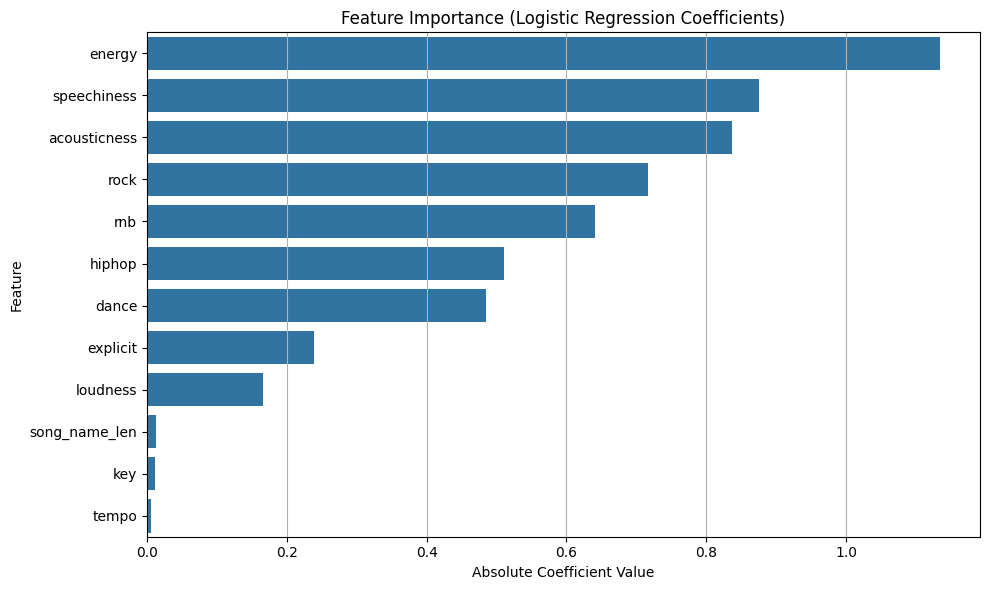 Feature Importance (Logistic Regression Coefficients)
energy
speechiness
acousticness
rock
rnb
hiphop
dance
explicit
loudness
song_name_len
key
tempo
Feature
0.0 0.2 0.4 0.6 0.8 1.0
Absolute Coefficient Value